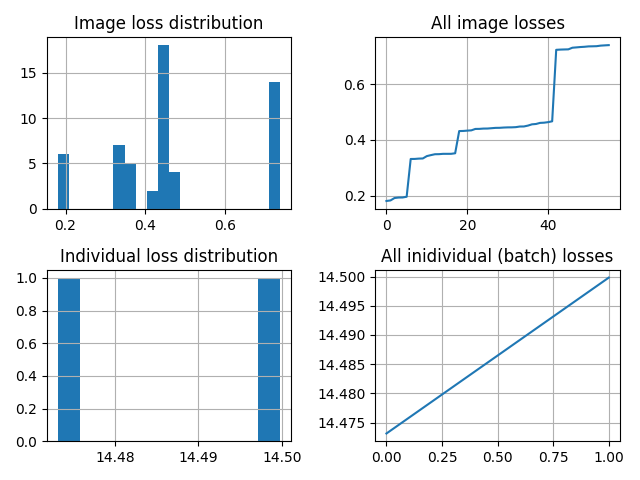 Image loss distribution
15
10
5
0
0.2 0.4 0.6
All image losses
0.6
0.4
0.2
0 20 40
Individual loss distribution
1.0
0.8
0.6
0.4
0.2
0.0
14.48 14.49 14.50
All inidividual (batch) losses
14.500
14.495
14.490
14.485
14.480
14.475
0.00 0.25 0.50 0.75 1.00